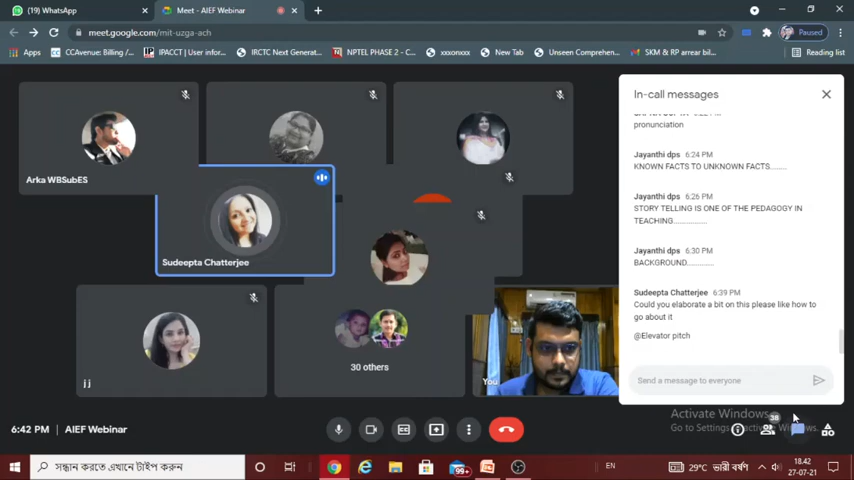 (19) WhatsApp
Meet - AIEF Webinar
meet.google.com/mit-uzga-ach
Paused
Apps
CCAvenue: Billing /...
IPACCT | User infor...
IRCTC Next Generat...
NPTEL PHASE 2 - C...
xxxonxx
New Tab
Unseen Comprehen...
SKM & RP arrear bil...
Reading list
In-call messages
pronunciation
Arka WBSubES
Jayanthi dps 6:24 PM
KNOWN FACTS TO UNKNOWN FACTS........
Jayanthi dps 6:26 PM
STORY TELLING IS ONE OF THE PEDAGOGY IN
TEACHING................
Jayanthi dps 6:30 PM
BACKGROUND.............
Sudeepta Chatterjee
Sudeepta Chatterjee 6:39 PM
Could you elaborate a bit on this please like how to
go about it
@Elevator pitch
j j
30 others
You
Send a message to everyone
6:42 PM
AIEF Webinar
38
Activate Windows
Go to Settings
সন্ধান করতে এখানে টাইপ করুন
99+
EN
29°C ভারী বর্ষণ
18.42
27-07-21